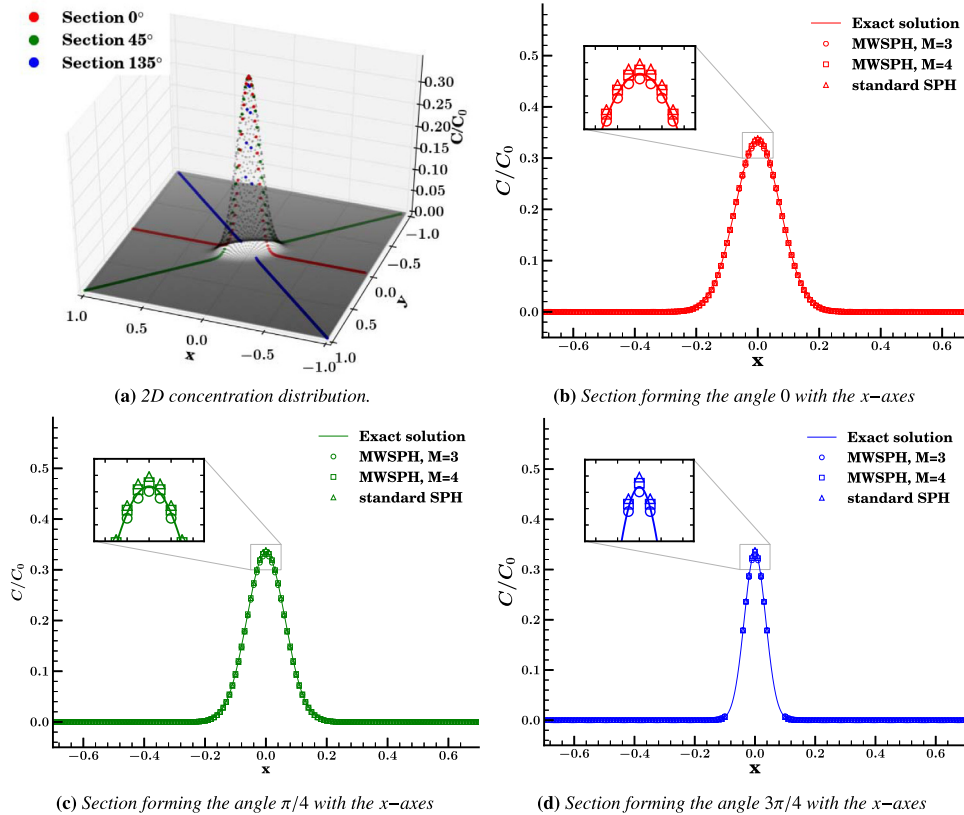 Section 0°
Section 45°
Section 135°
0.30
0.25
0.20
0.15
0.10
0.05
0.00
C/C₀
−1.0
−0.5
0.0
0.5
1.0
y
1.0
0.5
0.0
−0.5
−1.0
x
(a) 2D concentration distribution.
Exact solution
MWSPH, M=3
MWSPH, M=4
standard SPH
0.5
0.4
0.3
0.2
0.1
0.0
C/C₀
−0.6
−0.4
−0.2
0.0
0.2
0.4
0.6
x
(b) Section forming the angle 0 with the x−axes
Exact solution
MWSPH, M=3
MWSPH, M=4
standard SPH
0.5
0.4
0.3
0.2
0.1
0.0
C/C₀
−0.6
−0.4
−0.2
0.0
0.2
0.4
0.6
x
(c) Section forming the angle π/4 with the x−axes
Exact solution
MWSPH, M=3
MWSPH, M=4
standard SPH
0.5
0.4
0.3
0.2
0.1
0.0
C/C₀
−0.6
−0.4
−0.2
0.0
0.2
0.4
0.6
x
(d) Section forming the angle 3π/4 with the x−axes